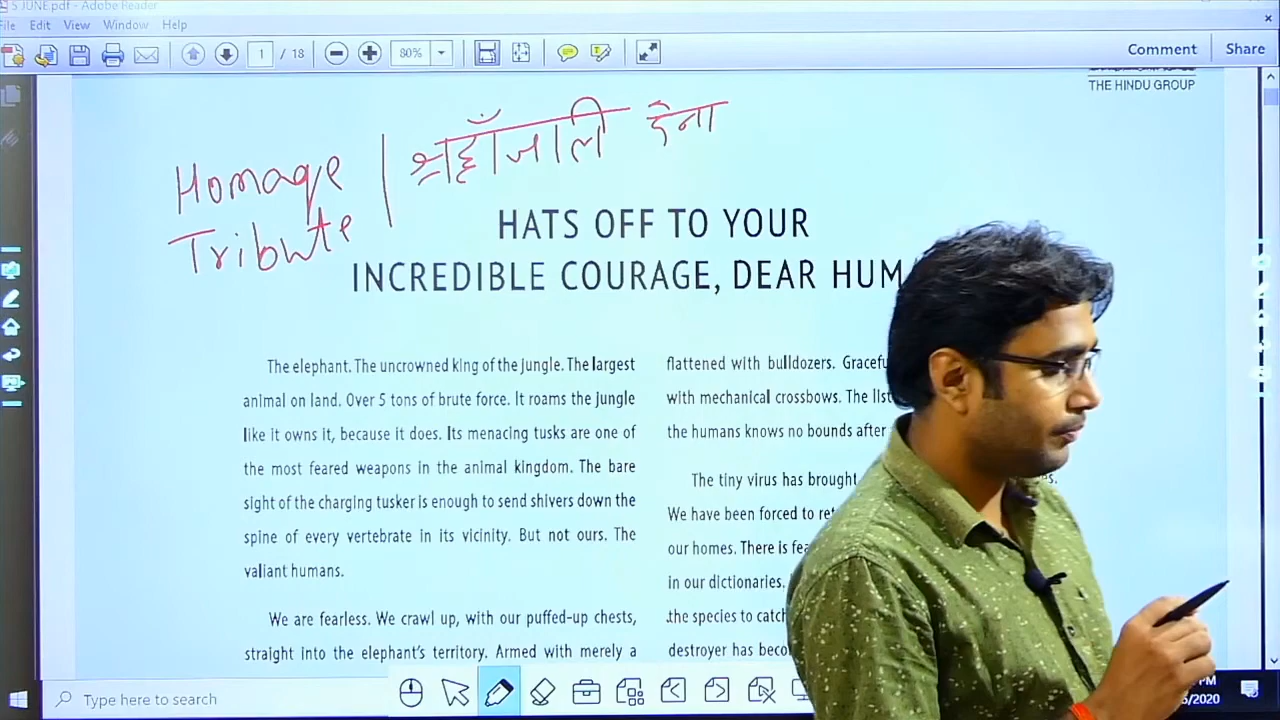 5 JUNE.pdf - Adobe Reader
File Edit View Window Help
1 / 18
80%
Comment
Share
THE HINDU GROUP
Homage
Tribute
श्रद्धाँजालि देना
HATS OFF TO YOUR
INCREDIBLE COURAGE, DEAR HUM
The elephant. The uncrowned king of the jungle. The largest
animal on land. Over 5 tons of brute force. It roams the jungle
like it owns it, because it does. Its menacing tusks are one of
the most feared weapons in the animal kingdom. The bare
sight of the charging tusker is enough to send shivers down the
spine of every vertebrate in its vicinity. But not ours. The
valiant humans.
We are fearless. We crawl up, with our puffed-up chests,
straight into the elephant's territory. Armed with merely a
flattened with bulldozers.
with mechanical crossbows. The list
the humans knows no bounds after
The tiny virus has brought
We have been forced to
our homes. There is
in our dictionaries.
the species to catch
destroyer has
Type here to search
PM
/2020